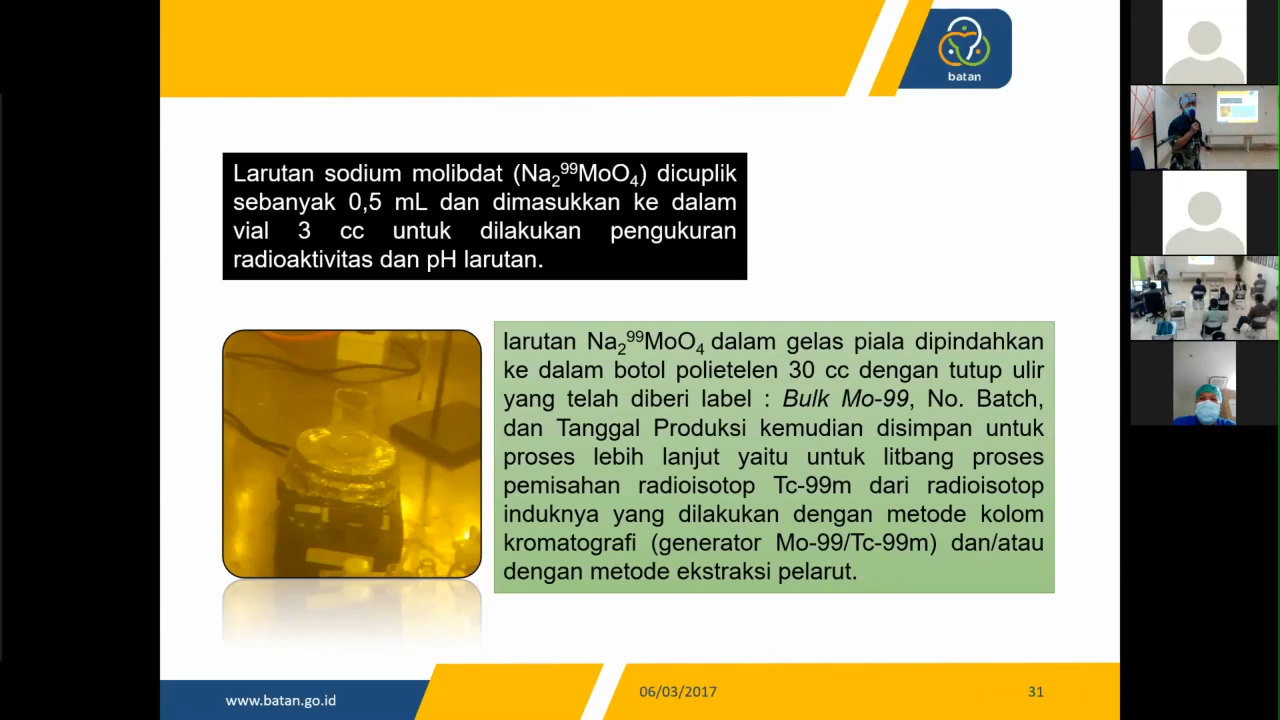 batan
Larutan sodium molibdat (Na₂⁹⁹MoO₄) dicuplik
sebanyak 0,5 mL dan dimasukkan ke dalam
vial 3 cc untuk dilakukan pengukuran
radioaktivitas dan pH larutan.
larutan Na₂⁹⁹MoO₄ dalam gelas piala dipindahkan
ke dalam botol polietelen 30 cc dengan tutup ulir
yang telah diberi label : Bulk Mo-99, No. Batch,
dan Tanggal Produksi kemudian disimpan untuk
proses lebih lanjut yaitu untuk litbang proses
pemisahan radioisotop Tc-99m dari radioisotop
induknya yang dilakukan dengan metode kolom
kromatografi (generator Mo-99/Tc-99m) dan/atau
dengan metode ekstraksi pelarut.
www.batan.go.id
06/03/2017
31